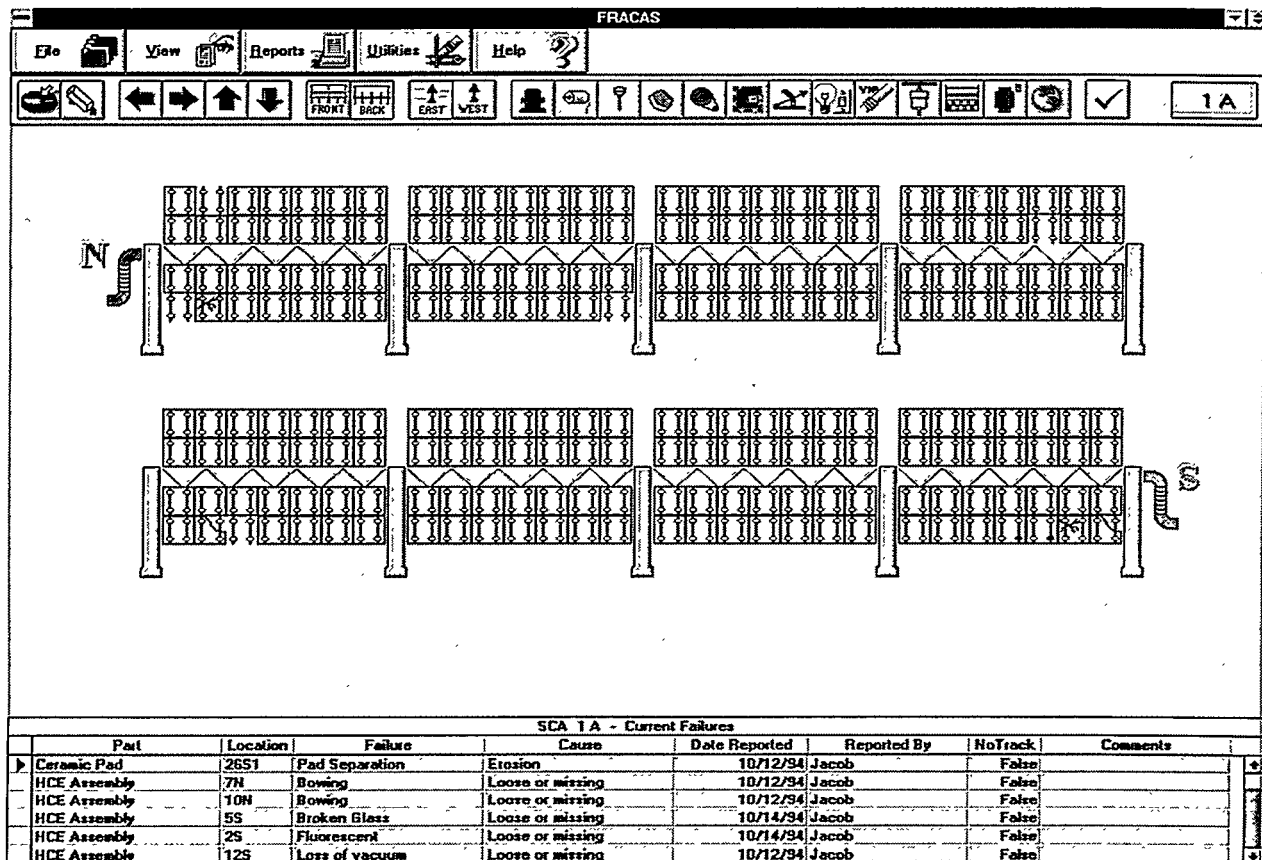 FRACAS
File View Reports Utilities Help
FRONT BACK EAST WEST 1 A
N
S
SCA 1 A - Current Failures
Part Location Failure Cause Date Reported Reported By NoTrack Comments
Ceramic Pad 26S1 Pad Separation Erosion 10/12/94 Jacob False
HCE Assembly 7N Bowing Loose or missing 10/12/94 Jacob False
HCE Assembly 10N Bowing Loose or missing 10/12/94 Jacob False
HCE Assembly 5S Broken Glass Loose or missing 10/14/94 Jacob False
HCE Assembly 2S Fluorescent Loose or missing 10/14/94 Jacob False
HCE Assembly 12S Loss of vacuum Loose or missing 10/12/94 Jacob False